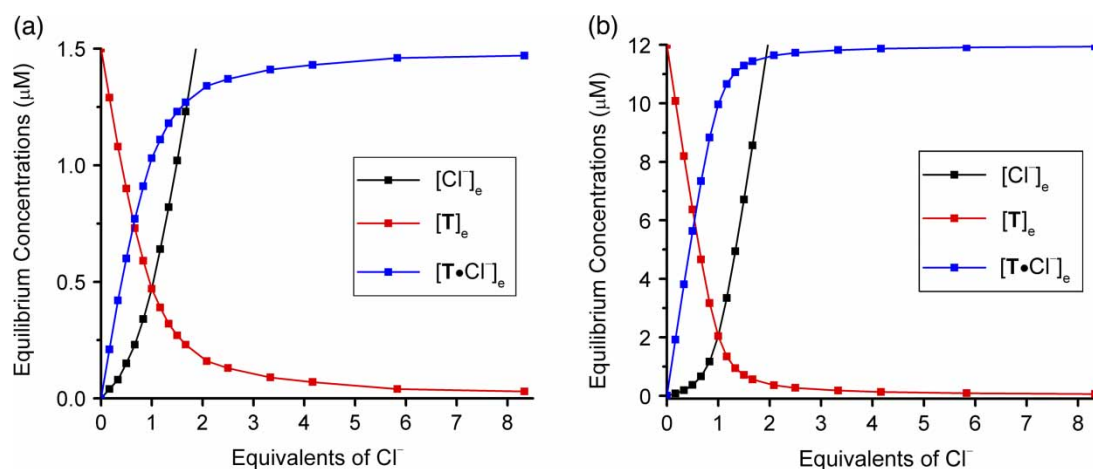 (a)
Equilibrium Concentrations (μM)
1.5
1.0
0.5
0.0
0 1 2 3 4 5 6 7 8
Equivalents of Cl⁻
[Cl⁻]ₑ
[T]ₑ
[T•Cl⁻]ₑ
(b)
Equilibrium Concentrations (μM)
12
10
8
6
4
2
0
0 1 2 3 4 5 6 7 8
Equivalents of Cl⁻
[Cl⁻]ₑ
[T]ₑ
[T•Cl⁻]ₑ